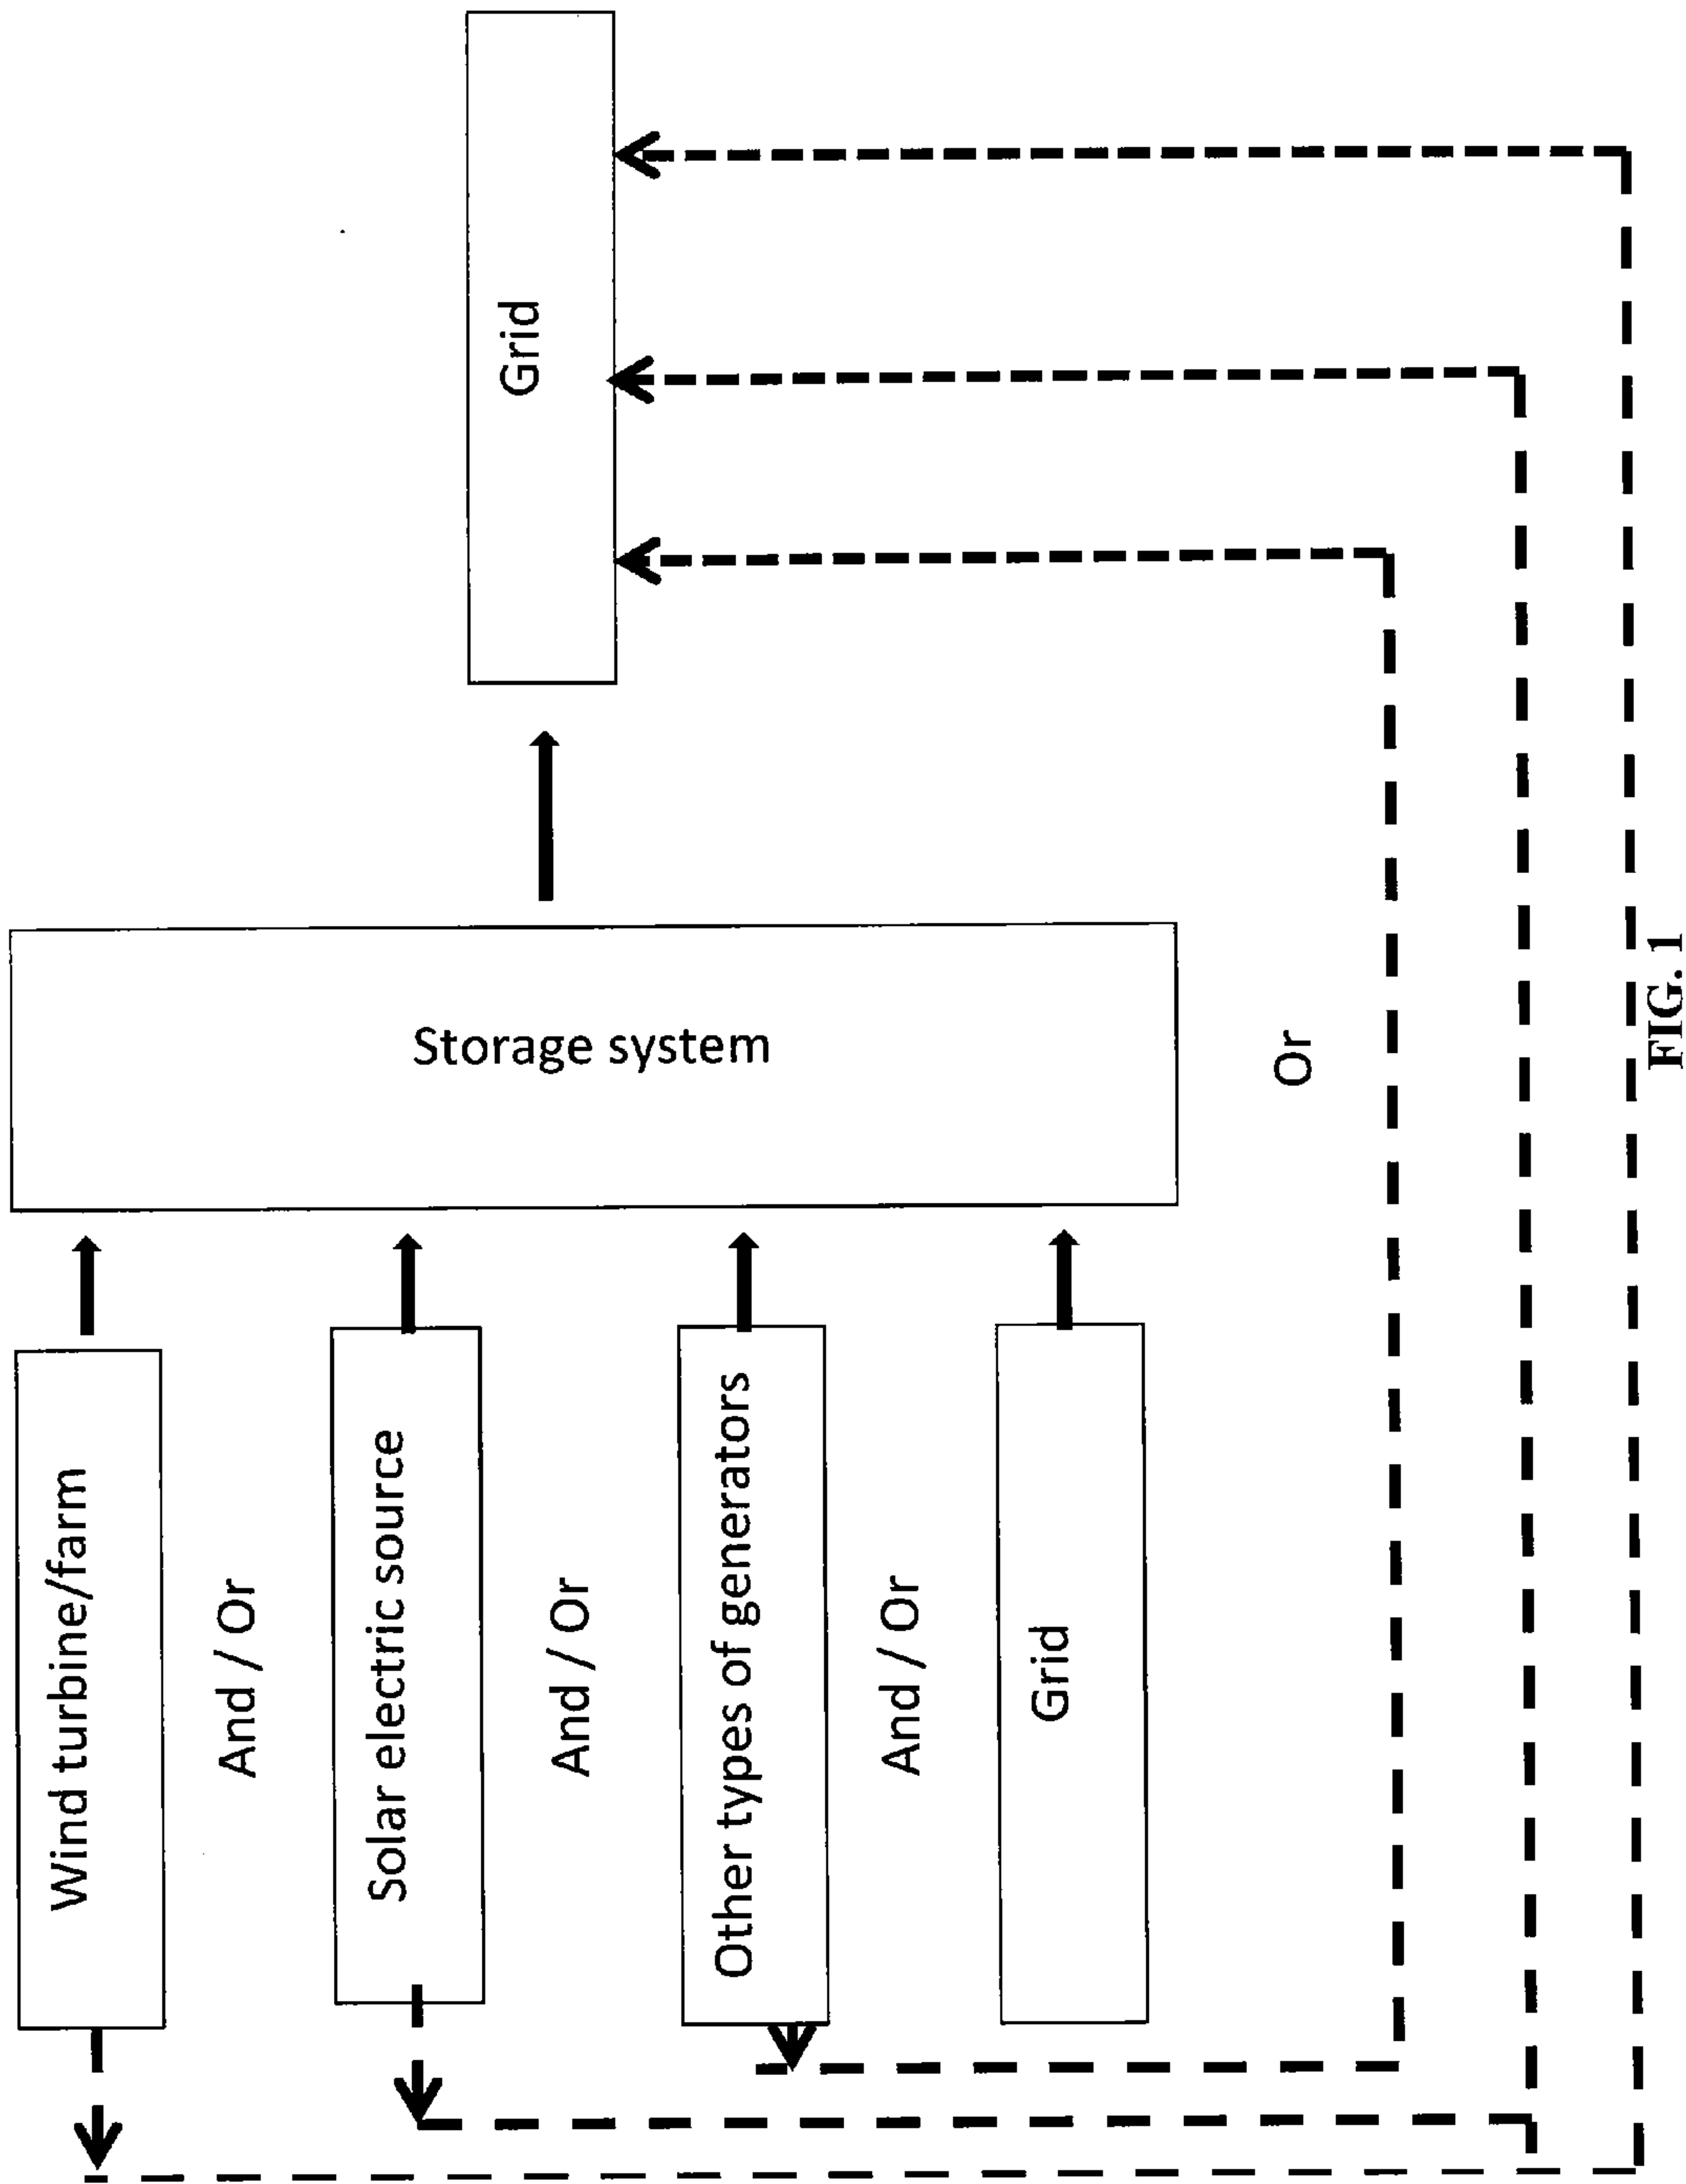 Wind turbine/farm
And / Or
Solar electric source
And / Or
Other types of generators
And / Or
Grid
Storage system
Or
Grid
FIG. 1